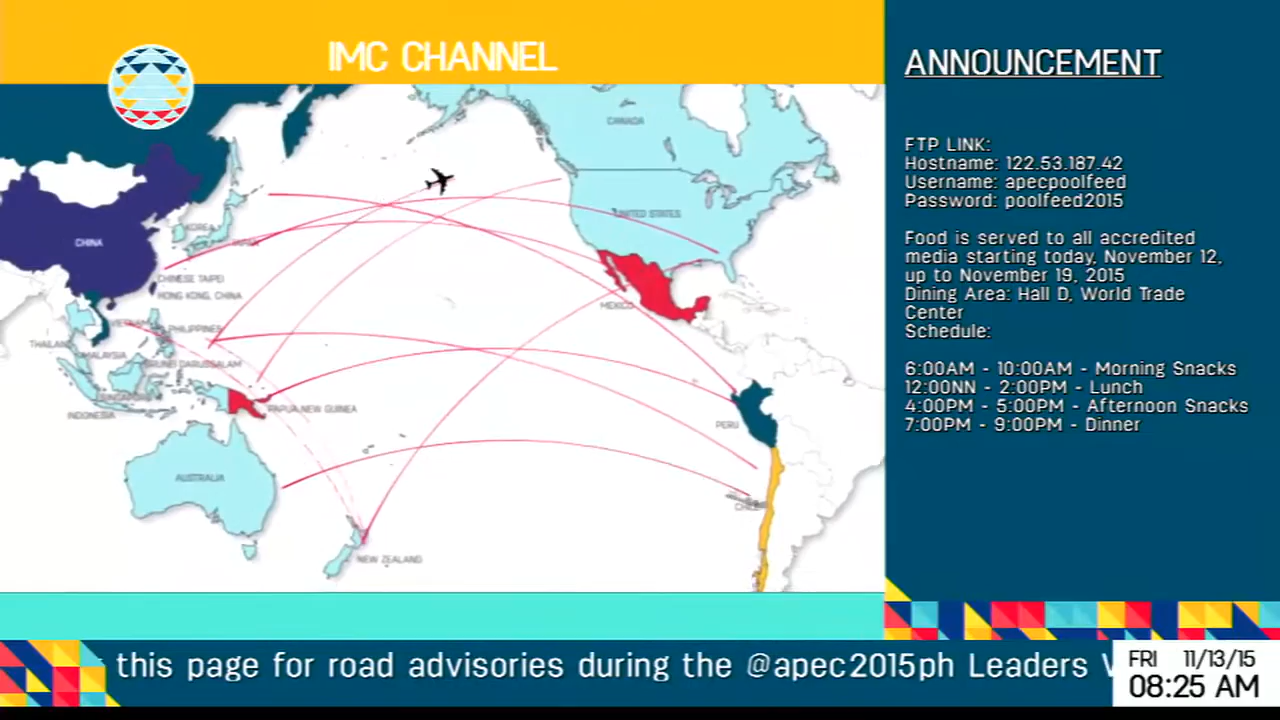 IMC CHANNEL
CANADA
UNITED STATES
MEXICO
PERU
CHILE
CHINA
KOREA
JAPAN
CHINESE TAIPEI
HONG KONG, CHINA
VIETNAM
PHILIPPINES
THAILAND
MALAYSIA
BRUNEI DARUSSALAM
SINGAPORE
INDONESIA
PAPUA NEW GUINEA
AUSTRALIA
NEW ZEALAND
ANNOUNCEMENT
FTP LINK:
Hostname: 122.53.187.42
Username: apecpoolfeed
Password: poolfeed2015
Food is served to all accredited
media starting today, November 12,
up to November 19, 2015
Dining Area: Hall D, World Trade
Center
Schedule:
6:00AM - 10:00AM - Morning Snacks
12:00NN - 2:00PM - Lunch
4:00PM - 5:00PM - Afternoon Snacks
7:00PM - 9:00PM - Dinner
this page for road advisories during the @apec2015ph Leaders
FRI 11/13/15
08:25 AM